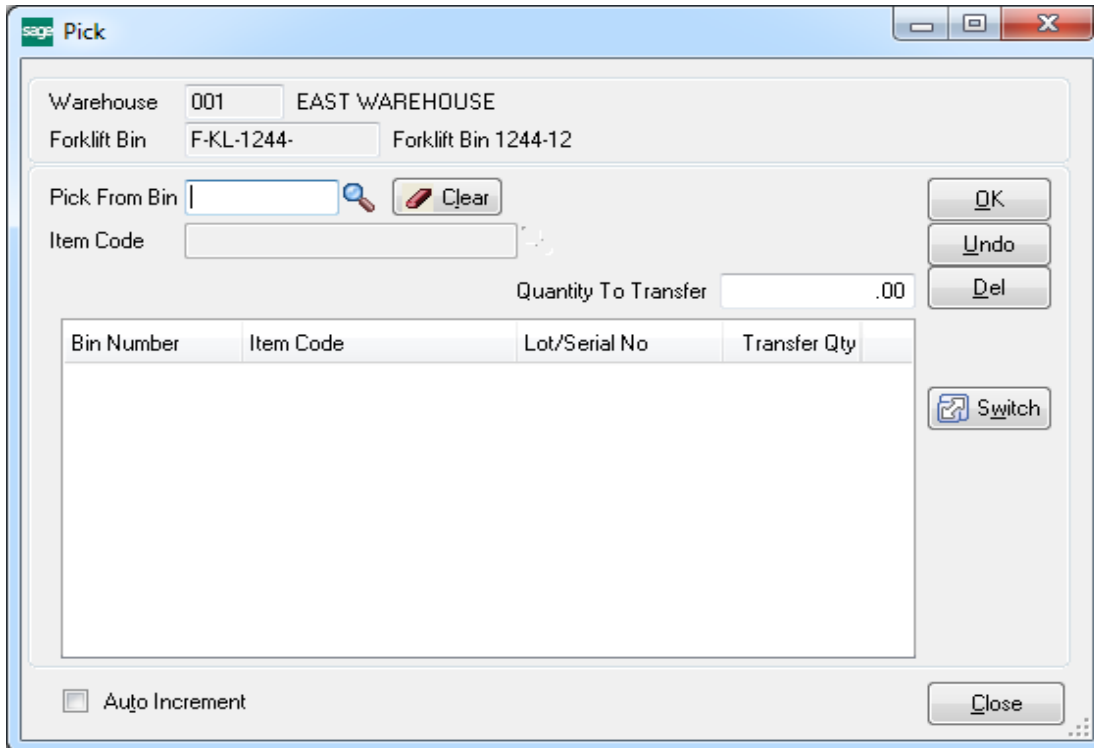 sage Pick
Warehouse 001 EAST WAREHOUSE
Forklift Bin F-KL-1244- Forklift Bin 1244-12
Pick From Bin Clear OK
Item Code Undo
Quantity To Transfer .00 Del
Bin Number Item Code Lot/Serial No Transfer Qty
Switch
Auto Increment Close